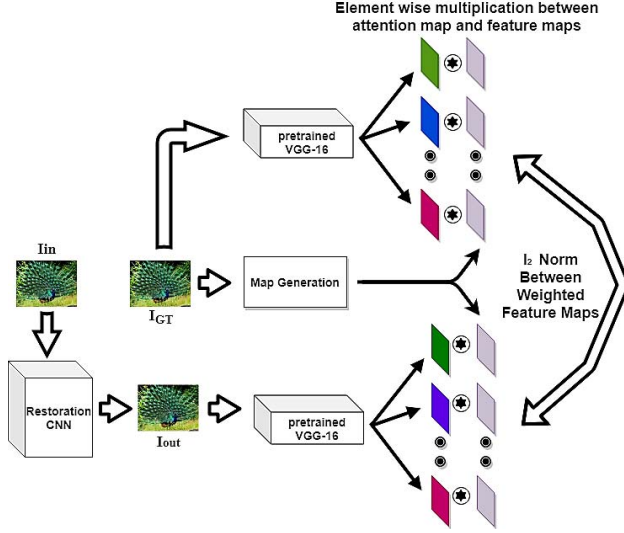 Element wise multiplication between
attention map and feature maps
pretrained
VGG-16
Iin
IGT
Map Generation
l₂ Norm
Between
Weighted
Feature Maps
Restoration
CNN
Iout
pretrained
VGG-16